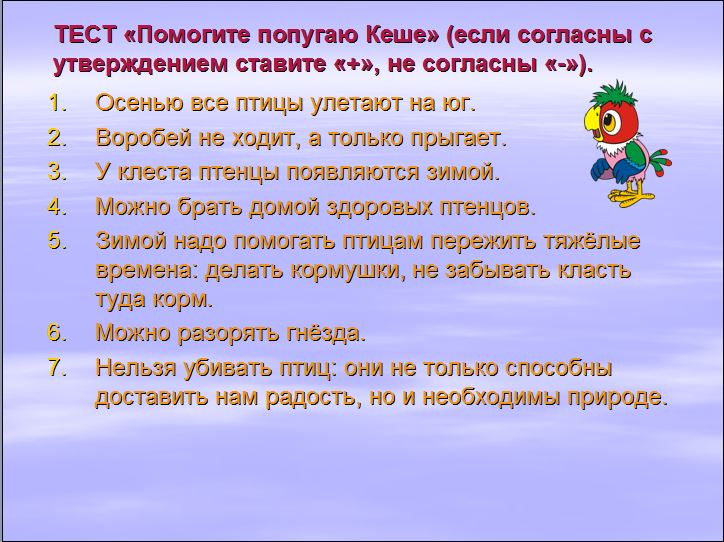 ТЕСТ «Помогите попугаю Кеше» (если согласны с
утверждением ставите «+», не согласны «-»).
1. Осенью все птицы улетают на юг.
2. Воробей не ходит, а только прыгает.
3. У клеста птенцы появляются зимой.
4. Можно брать домой здоровых птенцов.
5. Зимой надо помогать птицам пережить тяжёлые
времена: делать кормушки, не забывать класть
туда корм.
6. Можно разорять гнёзда.
7. Нельзя убивать птиц: они не только способны
доставить нам радость, но и необходимы природе.